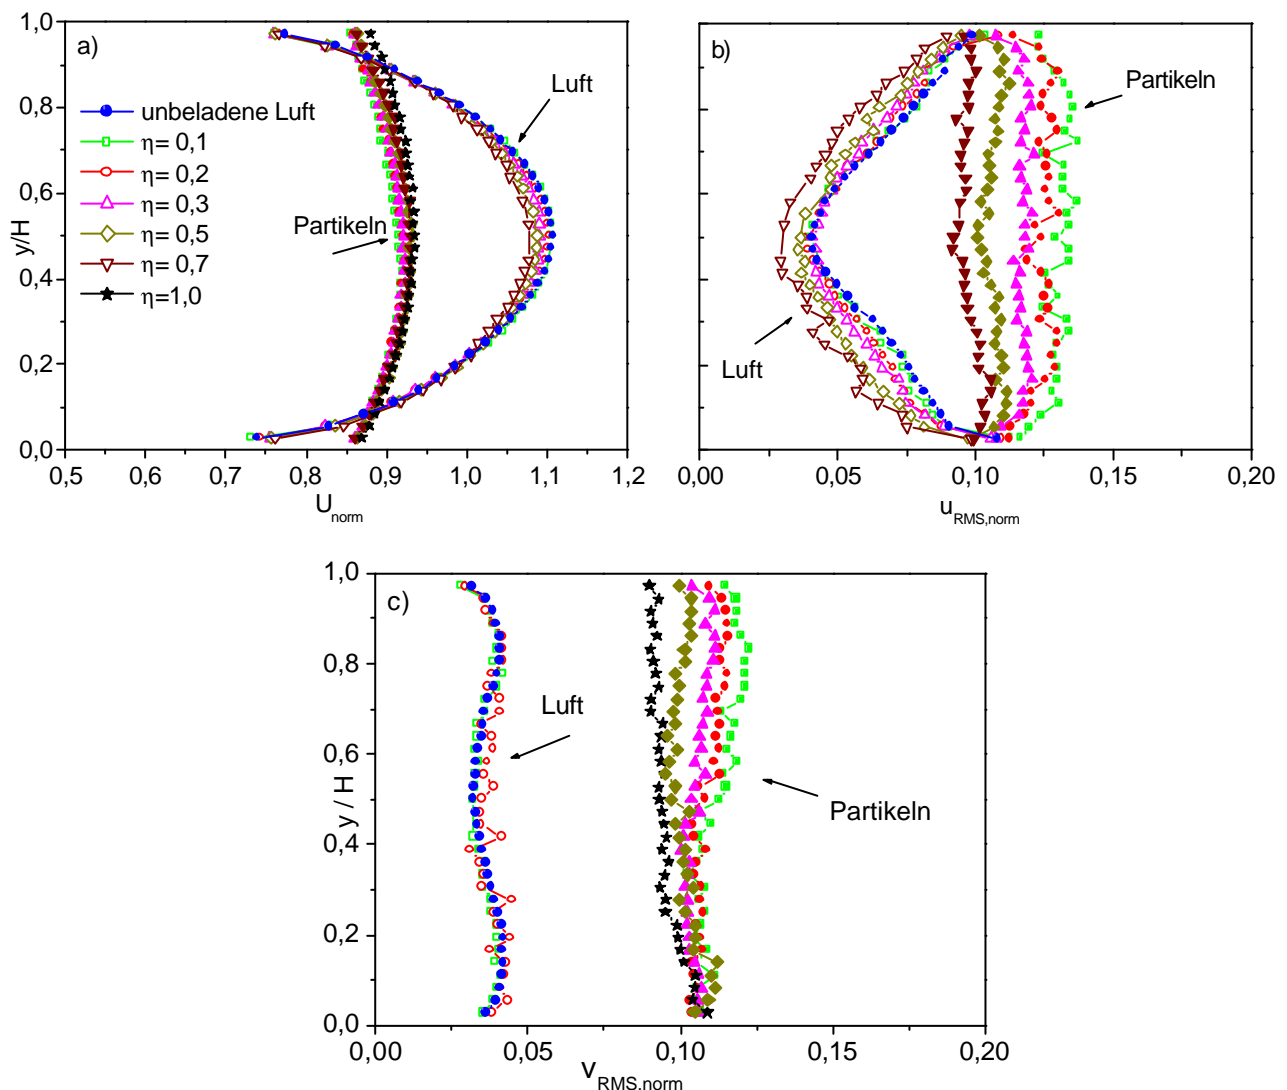 a)
1,0
0,8
0,6
0,4
0,2
0,0
y/H
unbeladene Luft
η= 0,1
η= 0,2
η= 0,3
η= 0,5
η= 0,7
η=1,0
Luft
Partikeln
0,5
0,6
0,7
0,8
0,9
1,0
1,1
1,2
U_norm
b)
Partikeln
Luft
0,00
0,05
0,10
0,15
0,20
u_RMS,norm
c)
1,0
0,8
0,6
0,4
0,2
0,0
y / H
Luft
Partikeln
0,00
0,05
0,10
0,15
0,20
v_RMS,norm